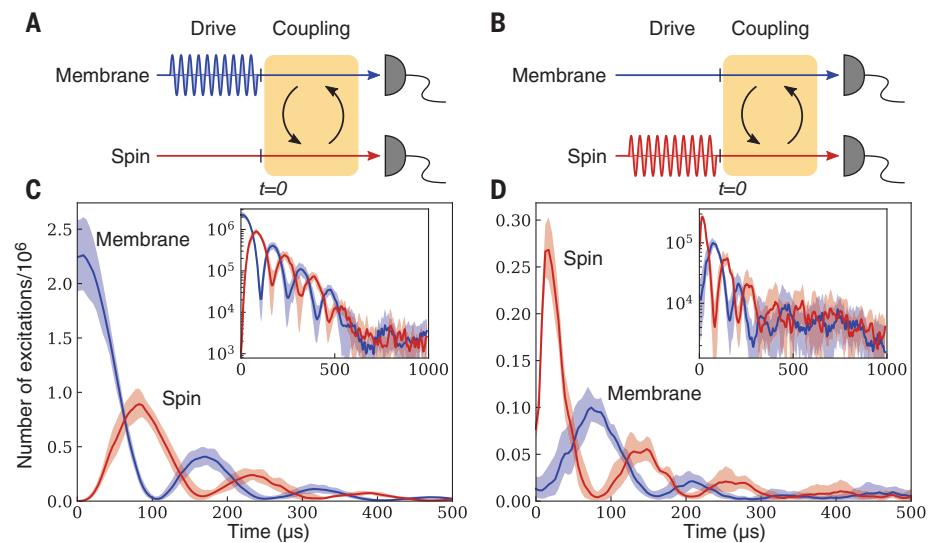 A
Drive Coupling
Membrane
Spin
t=0
B
Drive Coupling
Membrane
Spin
t=0
C
Number of excitations/10⁶
2.5
2.0
1.5
1.0
0.5
0.0
Membrane
Spin
10⁶
10⁵
10⁴
10³
0 500 1000
0 100 200 300 400 500
Time (µs)
D
0.30
0.25
0.20
0.15
0.10
0.05
0.00
Spin
Membrane
10⁵
10⁴
0 500 1000
0 100 200 300 400 500
Time (µs)